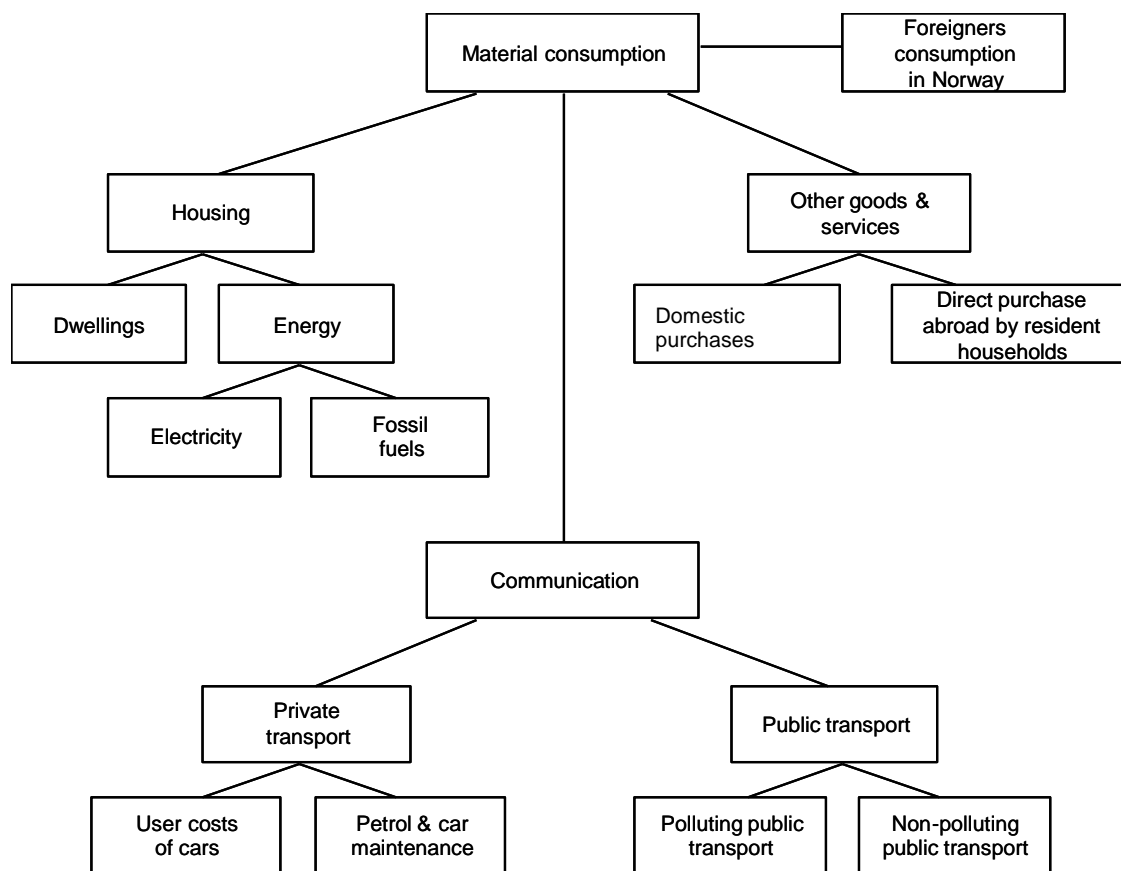 Material consumption
Foreigners
consumption
in Norway
Housing
Other goods &
services
Dwellings
Energy
Domestic
purchases
Direct purchase
abroad by resident
households
Electricity
Fossil
fuels
Communication
Private
transport
Public transport
User costs
of cars
Petrol & car
maintenance
Polluting public
transport
Non-polluting
public transport